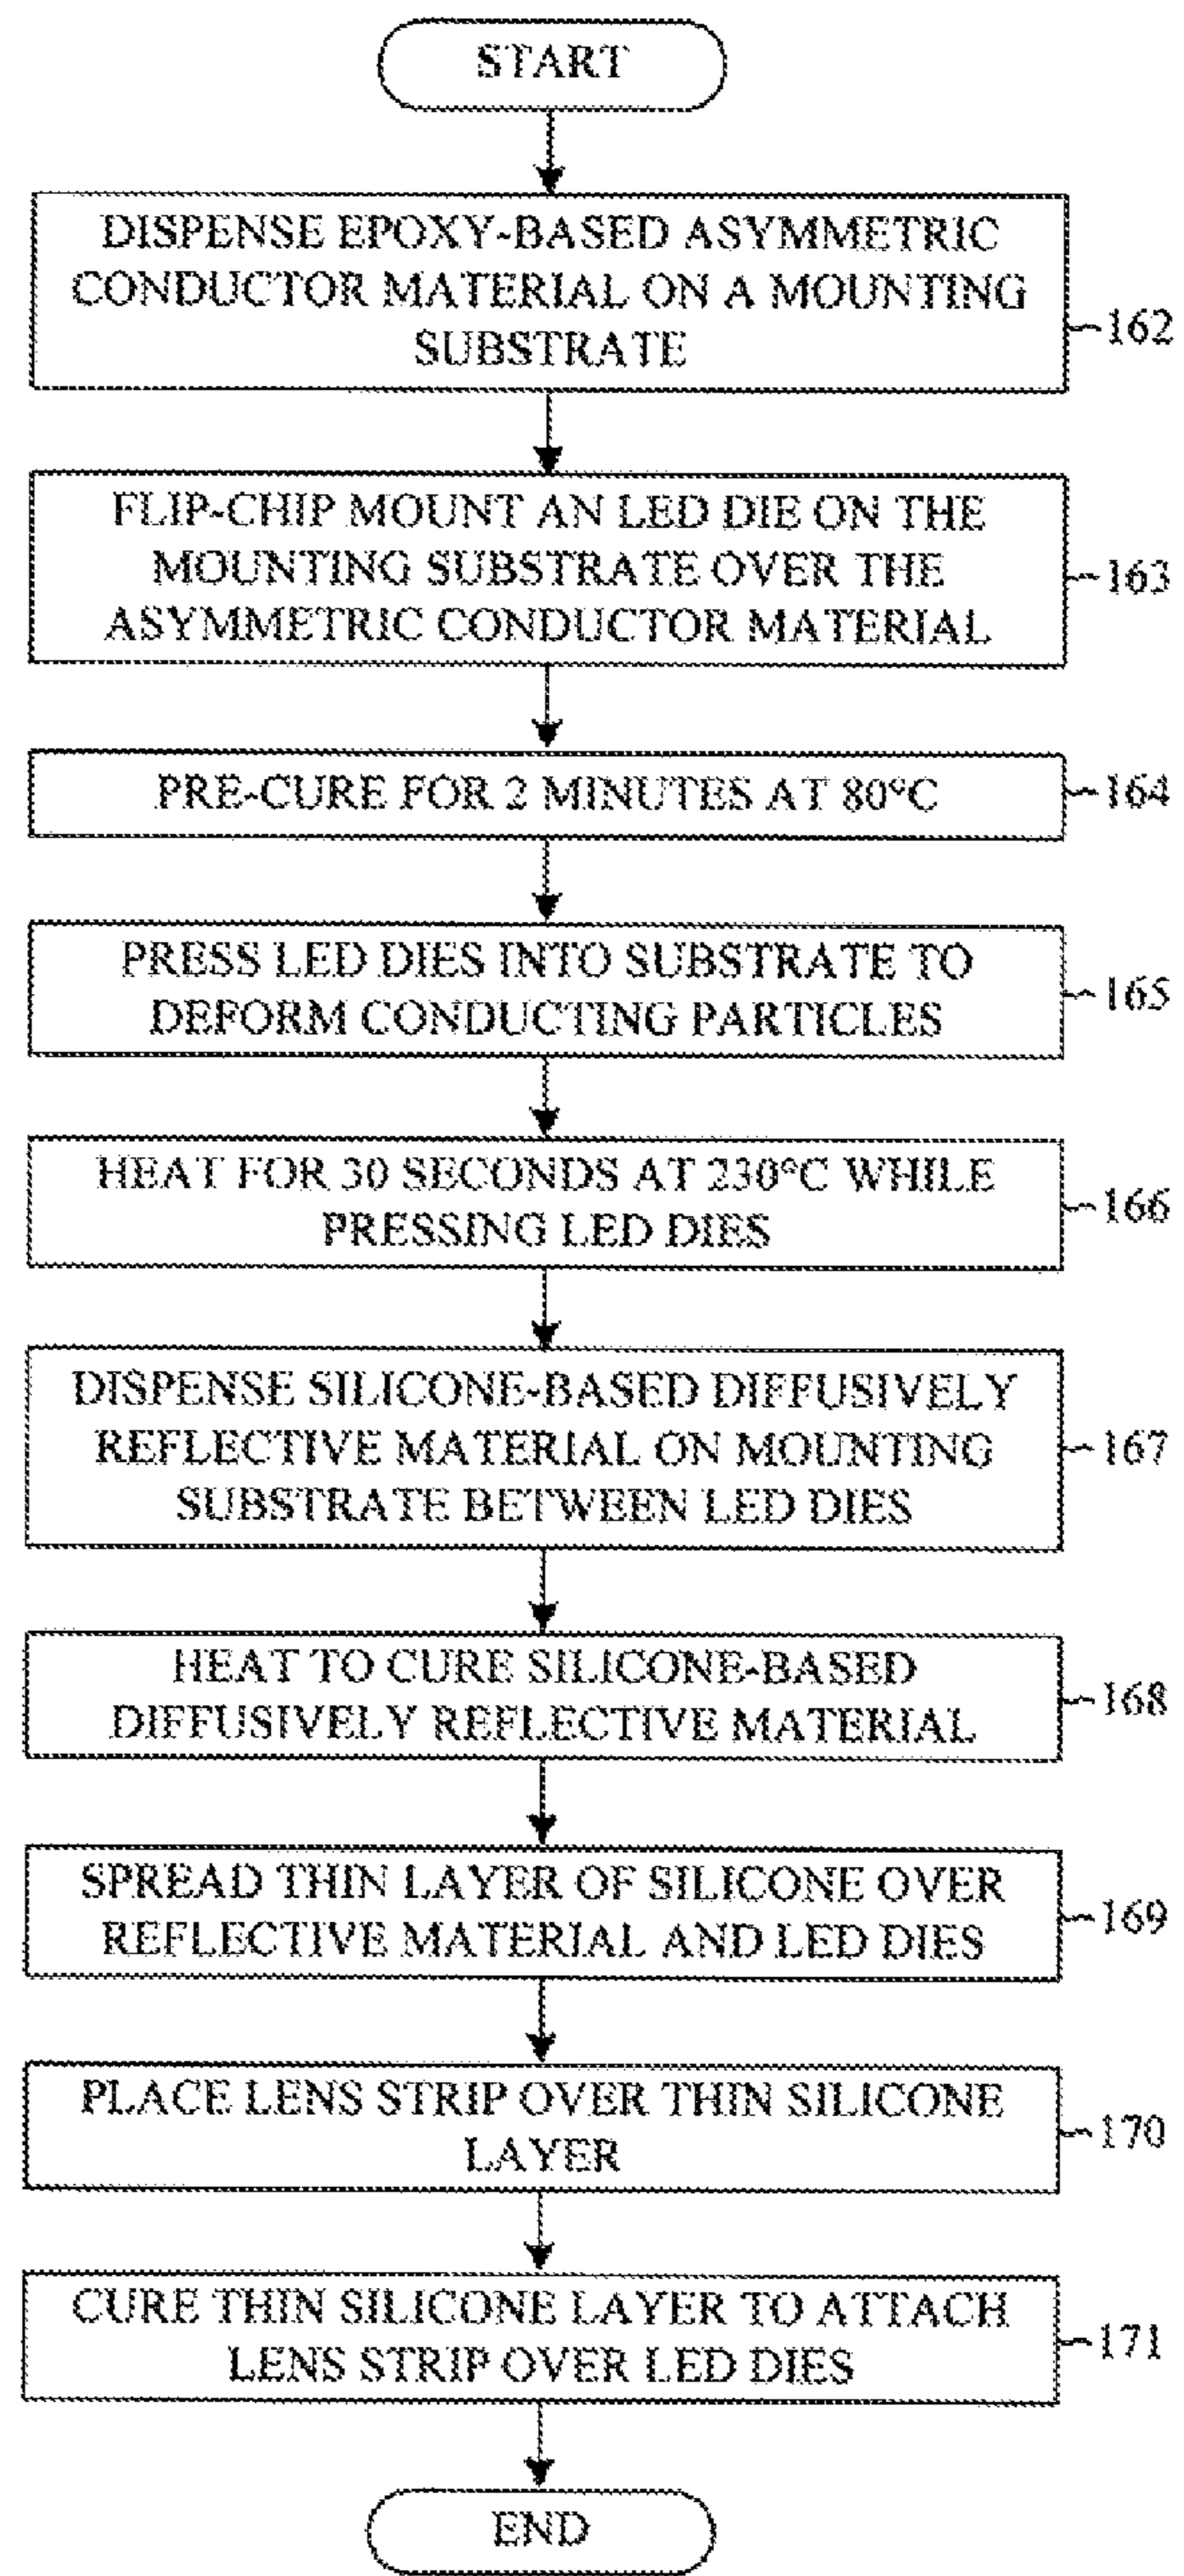 START
DISPENSE EPOXY-BASED ASYMMETRIC
CONDUCTOR MATERIAL ON A MOUNTING
SUBSTRATE
162
FLIP-CHIP MOUNT AN LED DIE ON THE
MOUNTING SUBSTRATE OVER THE
ASYMMETRIC CONDUCTOR MATERIAL
163
PRE-CURE FOR 2 MINUTES AT 80°C
164
PRESS LED DIES INTO SUBSTRATE TO
DEFORM CONDUCTING PARTICLES
165
HEAT FOR 30 SECONDS AT 230°C WHILE
PRESSING LED DIES
166
DISPENSE SILICONE-BASED DIFFUSIVELY
REFLECTIVE MATERIAL ON MOUNTING
SUBSTRATE BETWEEN LED DIES
167
HEAT TO CURE SILICONE-BASED
DIFFUSIVELY REFLECTIVE MATERIAL
168
SPREAD THIN LAYER OF SILICONE OVER
REFLECTIVE MATERIAL AND LED DIES
169
PLACE LENS STRIP OVER THIN SILICONE
LAYER
170
CURE THIN SILICONE LAYER TO ATTACH
LENS STRIP OVER LED DIES
171
END